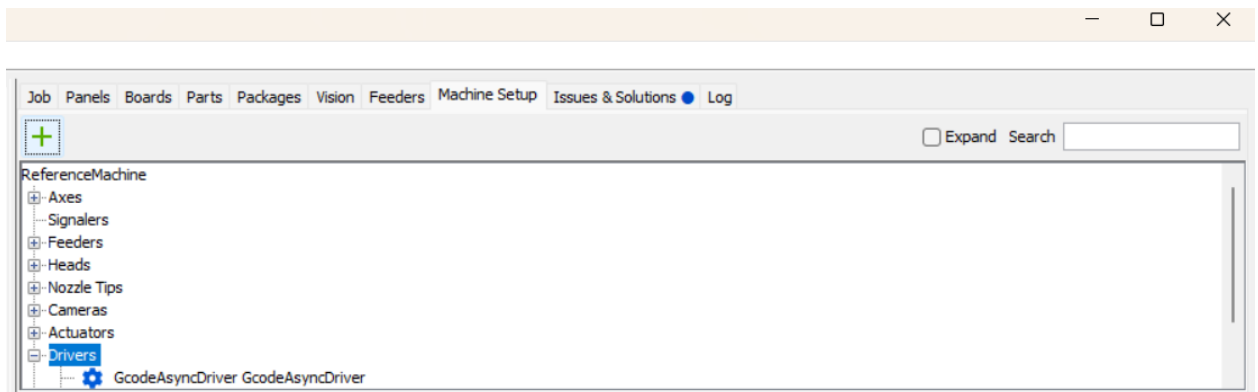 Job Panels Boards Parts Packages Vision Feeders Machine Setup Issues & Solutions Log
Expand Search
ReferenceMachine
Axes
Signalers
Feeders
Heads
Nozzle Tips
Cameras
Actuators
Drivers
GcodeAsyncDriver GcodeAsyncDriver